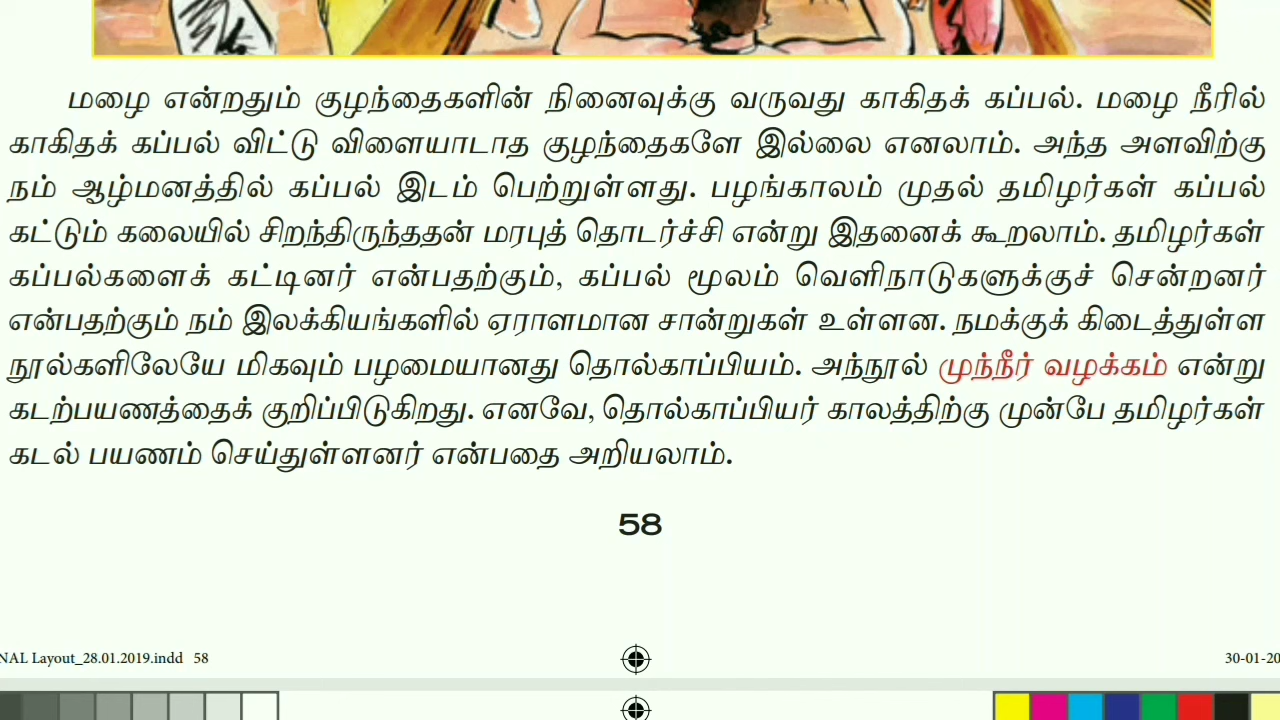 மழை என்றதும் குழந்தைகளின் நினைவுக்கு வருவது காகிதக் கப்பல். மழை நீரில்
காகிதக் கப்பல் விட்டு விளையாடாத குழந்தைகளே இல்லை எனலாம். அந்த அளவிற்கு
நம் ஆழ்மனத்தில் கப்பல் இடம் பெற்றுள்ளது. பழங்காலம் முதல் தமிழர்கள் கப்பல்
கட்டும் கலையில் சிறந்திருந்ததன் மரபுத் தொடர்ச்சி என்று இதனைக் கூறலாம். தமிழர்கள்
கப்பல்களைக் கட்டினர் என்பதற்கும், கப்பல் மூலம் வெளிநாடுகளுக்குச் சென்றனர்
என்பதற்கும் நம் இலக்கியங்களில் ஏராளமான சான்றுகள் உள்ளன. நமக்குக் கிடைத்துள்ள
நூல்களிலேயே மிகவும் பழமையானது தொல்காப்பியம். அந்நூல் முந்நீர் வழக்கம் என்று
கடற்பயணத்தைக் குறிப்பிடுகிறது. எனவே, தொல்காப்பியர் காலத்திற்கு முன்பே தமிழர்கள்
கடல் பயணம் செய்துள்ளனர் என்பதை அறியலாம்.
58
NAL Layout_28.01.2019.indd 58
30-01-20